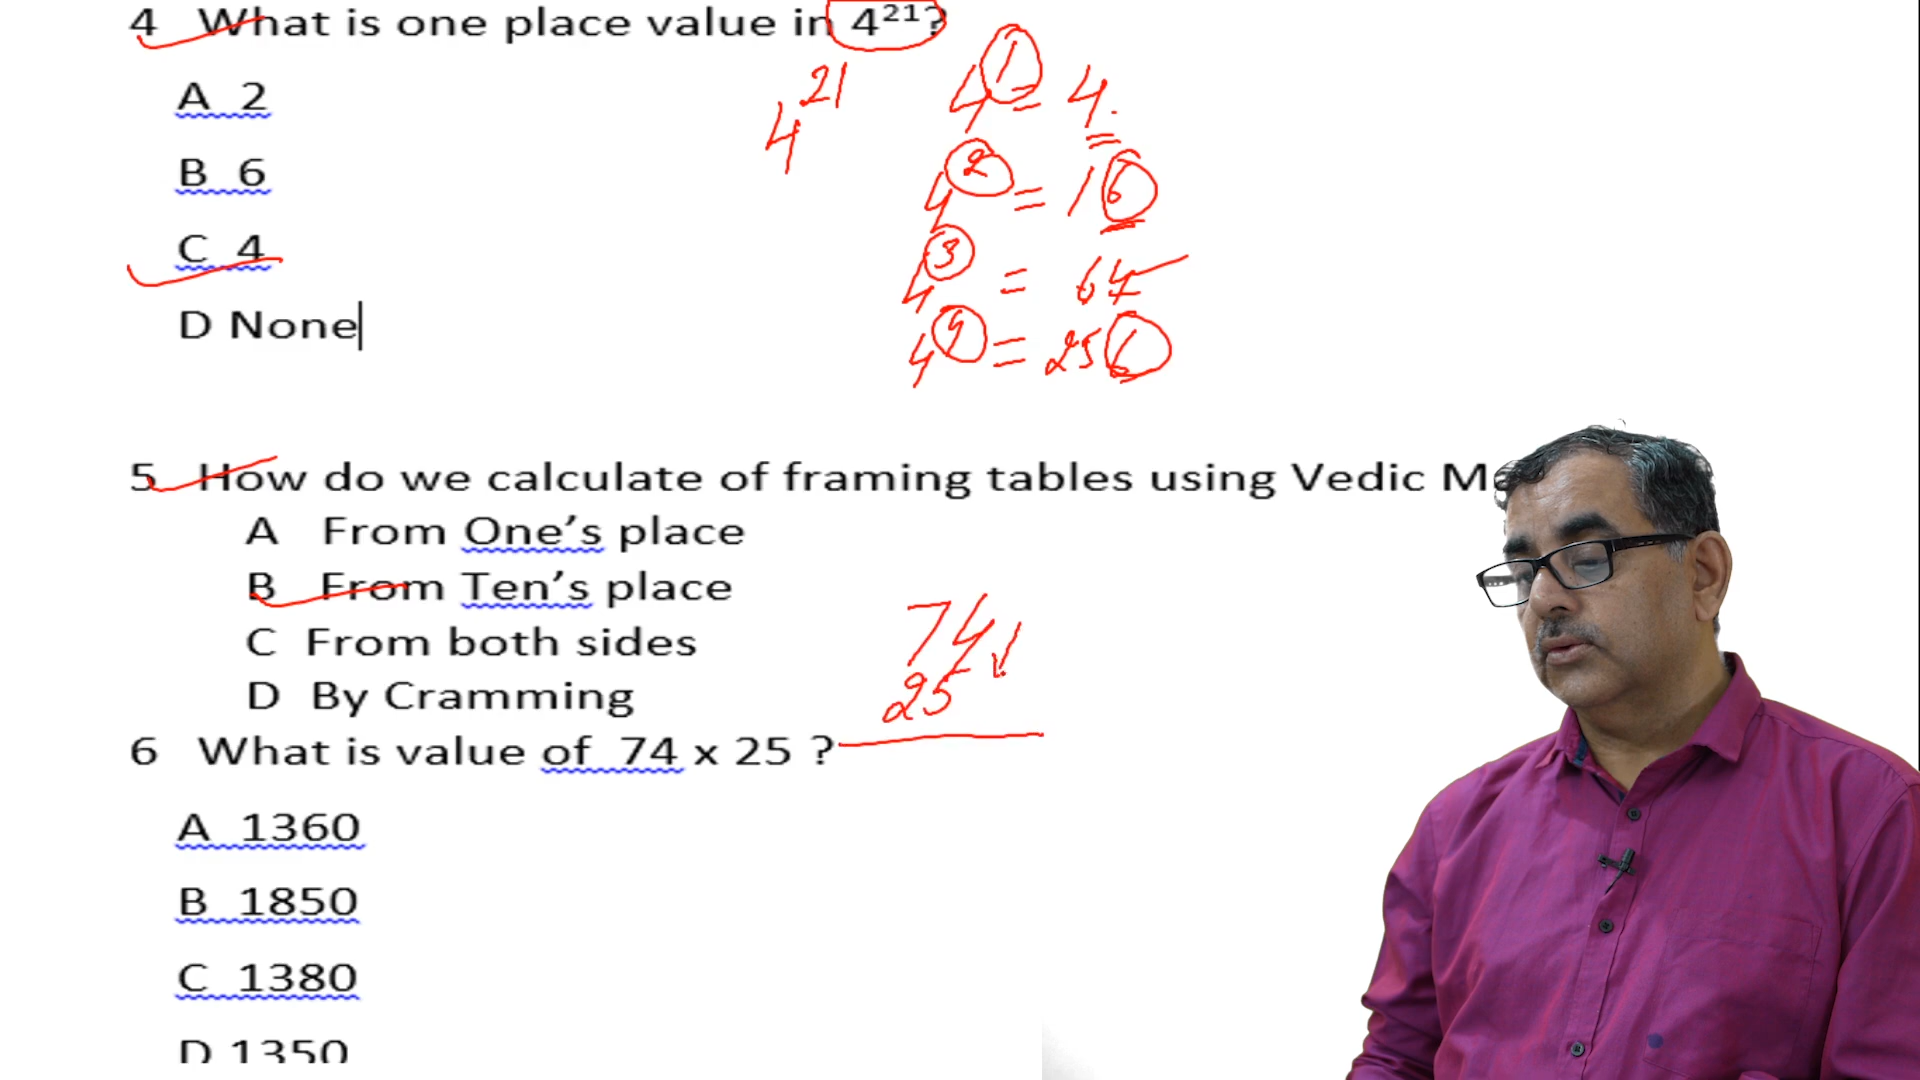 4 What is one place value in 4²¹?
A 2
B 6
C 4
D None
4²¹
4¹ = 4.
4² = 16
4³ = 64
4⁴ = 256
5 How do we calculate of framing tables using Vedic
A From One’s place
B From Ten’s place
C From both sides
D By Cramming
74
25
6 What is value of 74 x 25 ?
A 1360
B 1850
C 1380
D 1350